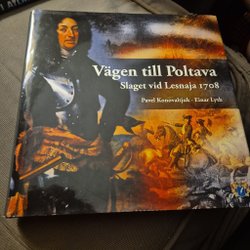 Vägen till Poltava
Slaget vid Lesnaja 1708
Pavel Konovaltjuk · Einar Lyth